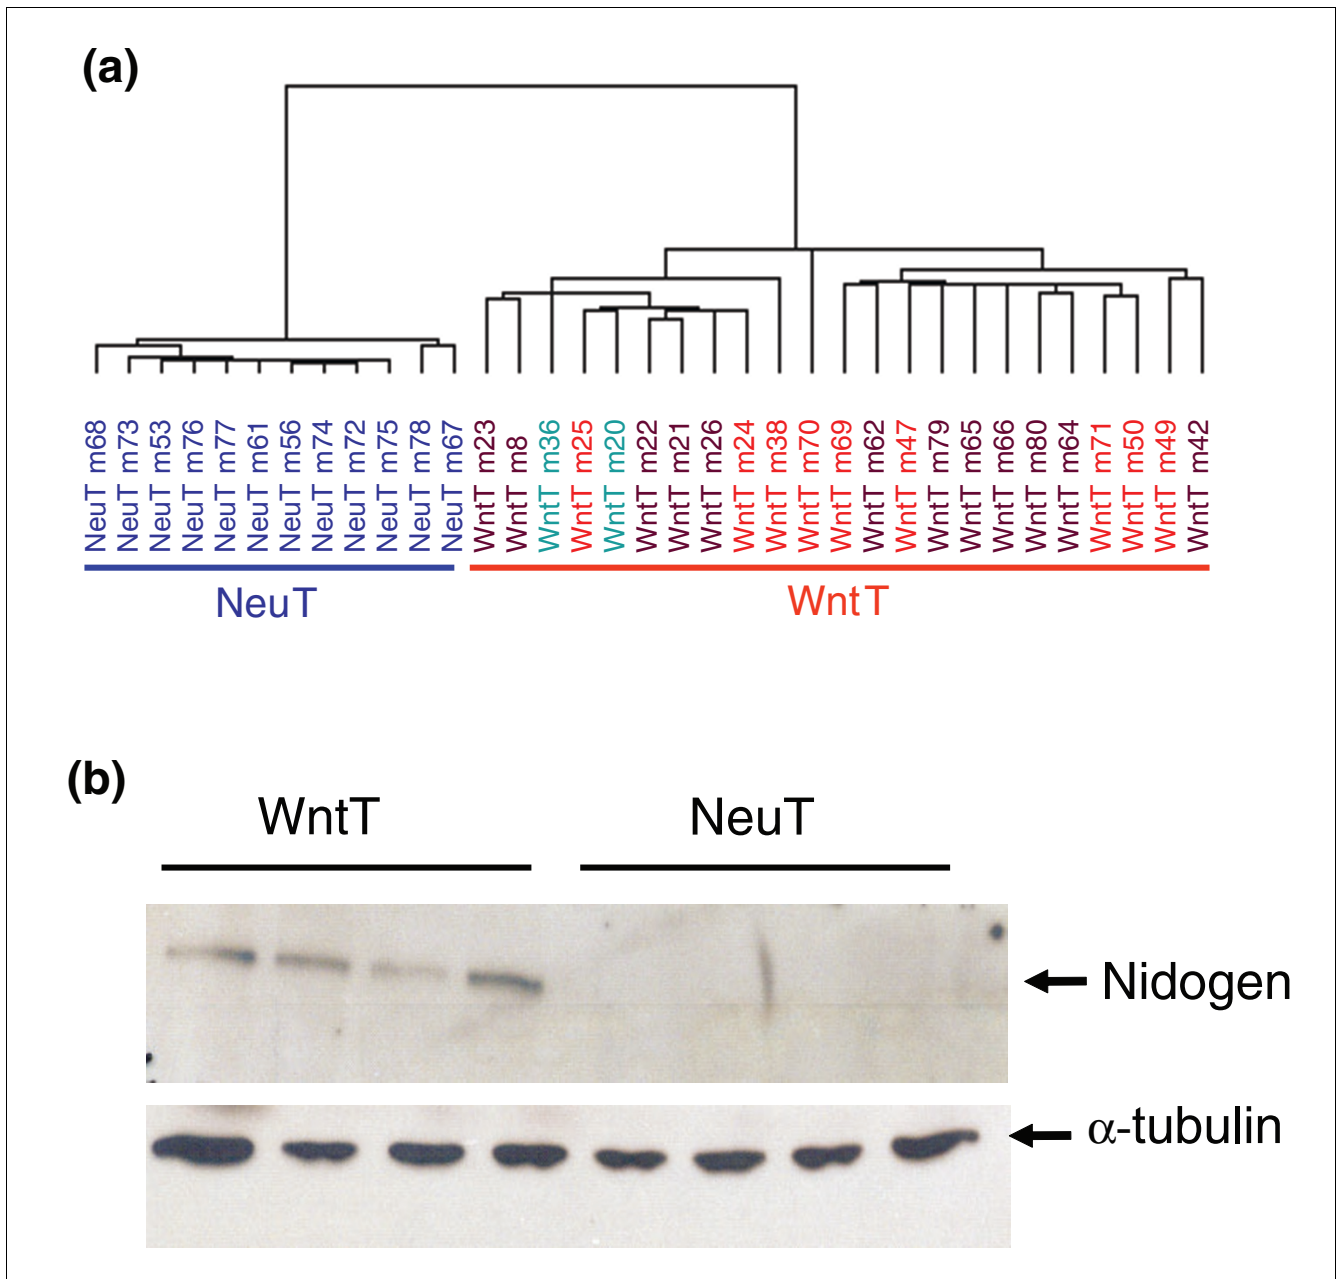 (a)
NeuT m68
NeuT m73
NeuT m53
NeuT m76
NeuT m77
NeuT m61
NeuT m56
NeuT m74
NeuT m72
NeuT m75
NeuT m78
NeuT m67
WntT m23
WntT m8
WntT m36
WntT m25
WntT m20
WntT m22
WntT m21
WntT m26
WntT m24
WntT m38
WntT m70
WntT m69
WntT m62
WntT m47
WntT m79
WntT m65
WntT m66
WntT m80
WntT m64
WntT m71
WntT m50
WntT m49
WntT m42
NeuT
WntT
(b)
WntT NeuT
Nidogen
α-tubulin